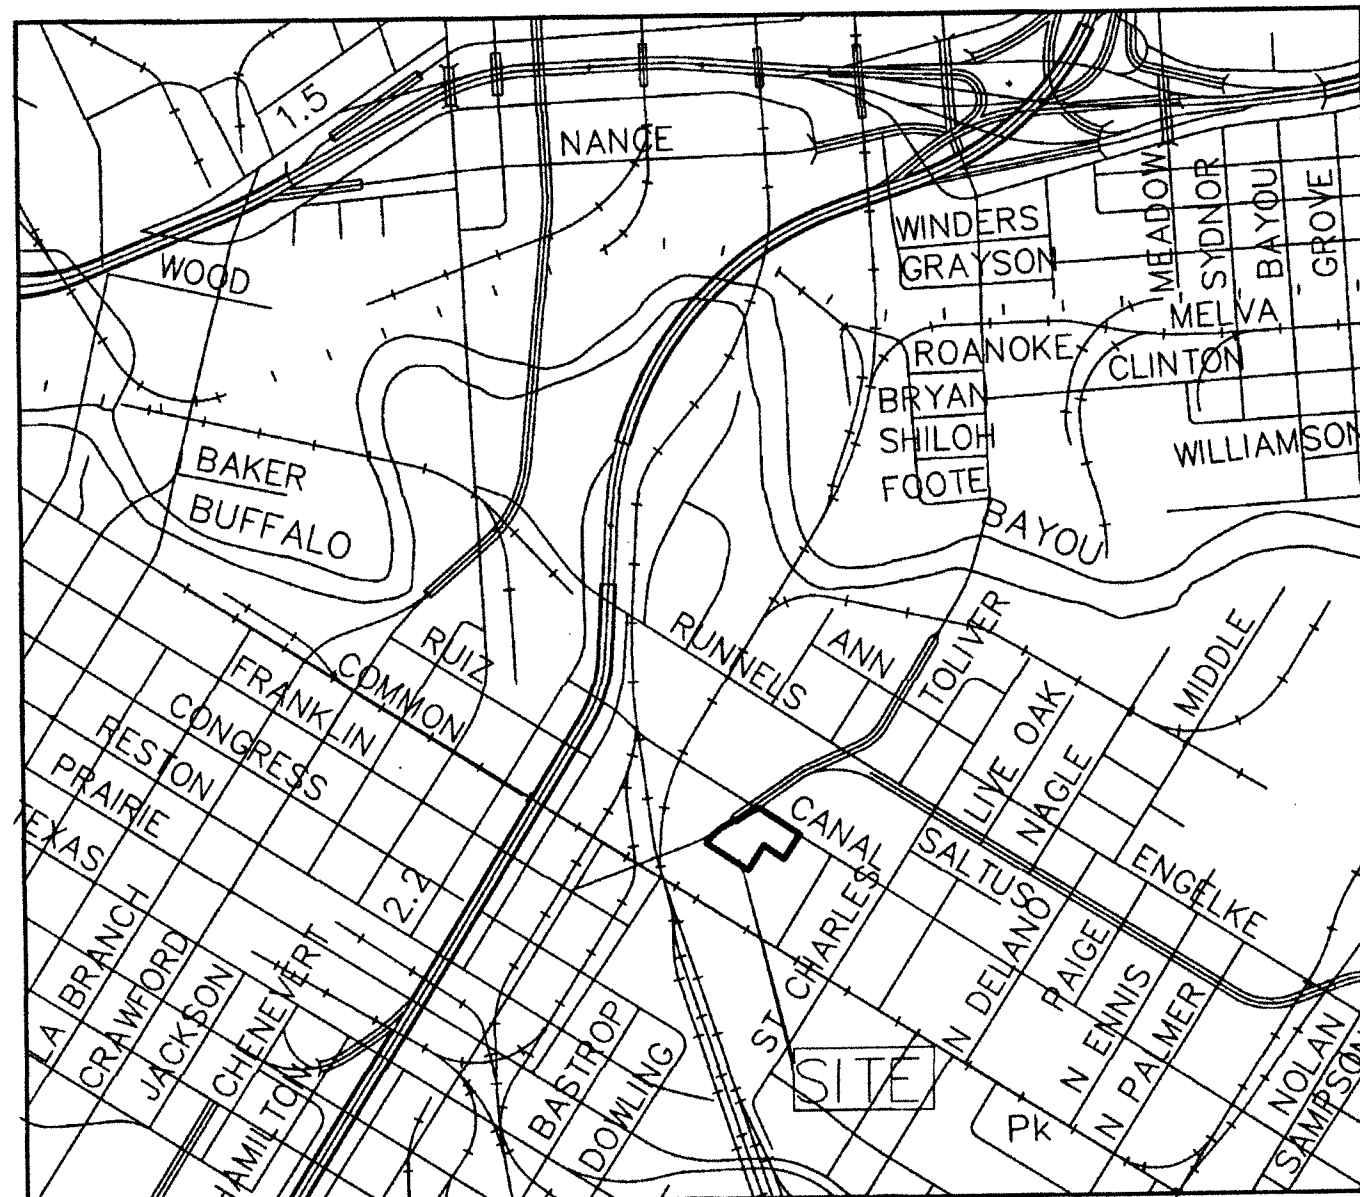 1.5
NANCE
MEADOW
SYDNOR
BAYOU
GROVE
WINDERS
GRAYSON
WOOD
MELVA
ROANOKE
CLINTON
BRYAN
SHILOH
WILLIAMSON
FOOTE
BAKER
BUFFALO
BAYOU
RUIZ
RUNNELS
ANN
TOLIVER
MIDDLE
COMMON
FRANKLIN
CONGRESS
RESTON
PRAIRIE
TEXAS
LIVE OAK
NAGLE
CANAL
SALTUS
ENGELKE
2.2
ST CHARLES
N DELANO
PAIGE
N ENNIS
N PALMER
LA BRANCH
CRAWFORD
JACKSON
CHENEVERT
HAMILTON
BASTROP
DOWLING
SITE
Pk
NOLAN
SAMPSON